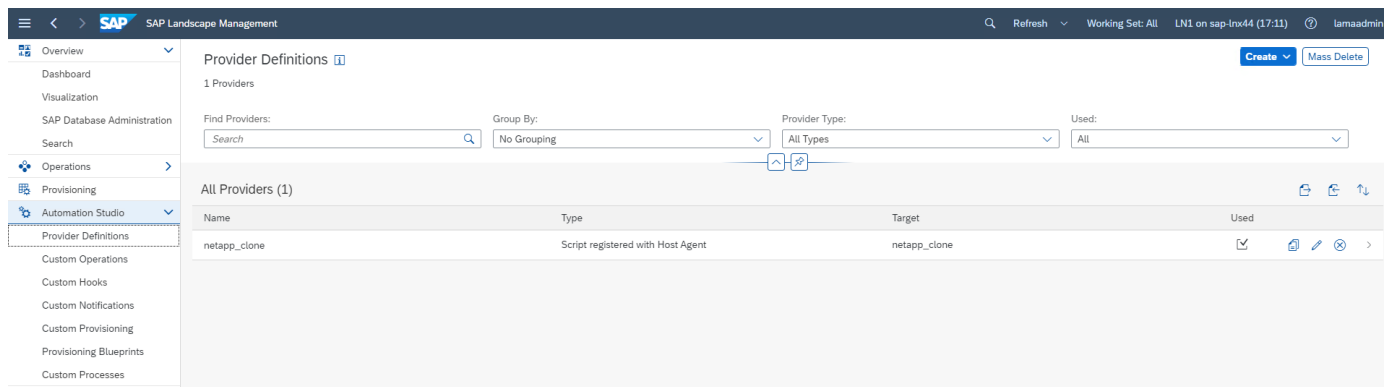 SAP SAP Landscape Management Refresh Working Set: All LN1 on sap-lnx44 (17:11) lamaadmin
Overview
Dashboard
Visualization
SAP Database Administration
Search
Operations
Provisioning
Automation Studio
Provider Definitions
Custom Operations
Custom Hooks
Custom Notifications
Custom Provisioning
Provisioning Blueprints
Custom Processes
Provider Definitions
Create Mass Delete
1 Providers
Find Providers: Group By: Provider Type: Used:
Search No Grouping All Types All
All Providers (1)
Name Type Target Used
netapp_clone Script registered with Host Agent netapp_clone